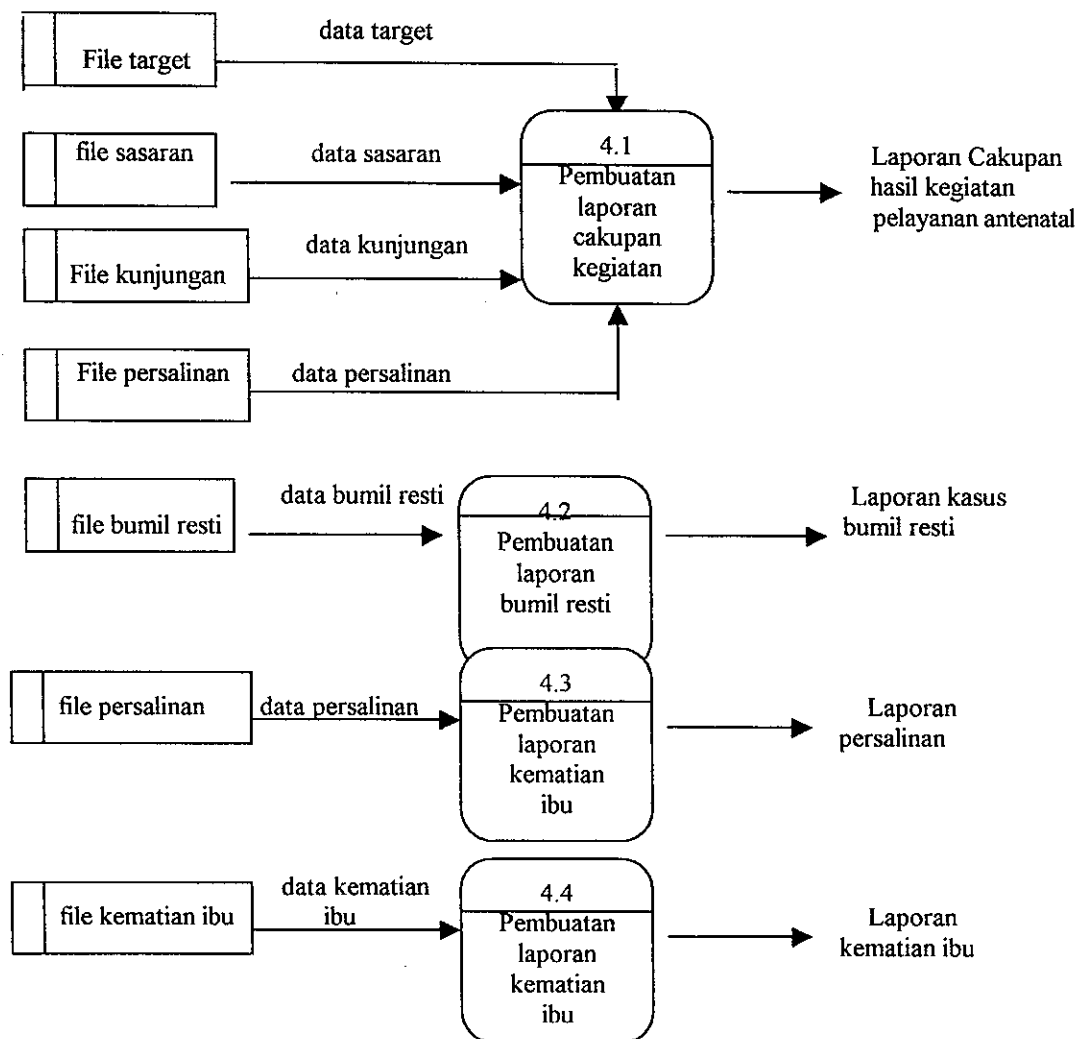 data target
File target
file sasaran
data sasaran
4.1
Pembuatan
laporan
cakupan
kegiatan
Laporan Cakupan
hasil kegiatan
pelayanan antenatal
data kunjungan
File kunjungan
File persalinan
data persalinan
file bumil resti
data bumil resti
4.2
Pembuatan
laporan
bumil resti
Laporan kasus
bumil resti
file persalinan
data persalinan
4.3
Pembuatan
laporan
kematian
ibu
Laporan
persalinan
file kematian ibu
data kematian
ibu
4.4
Pembuatan
laporan
kematian
ibu
Laporan
kematian ibu